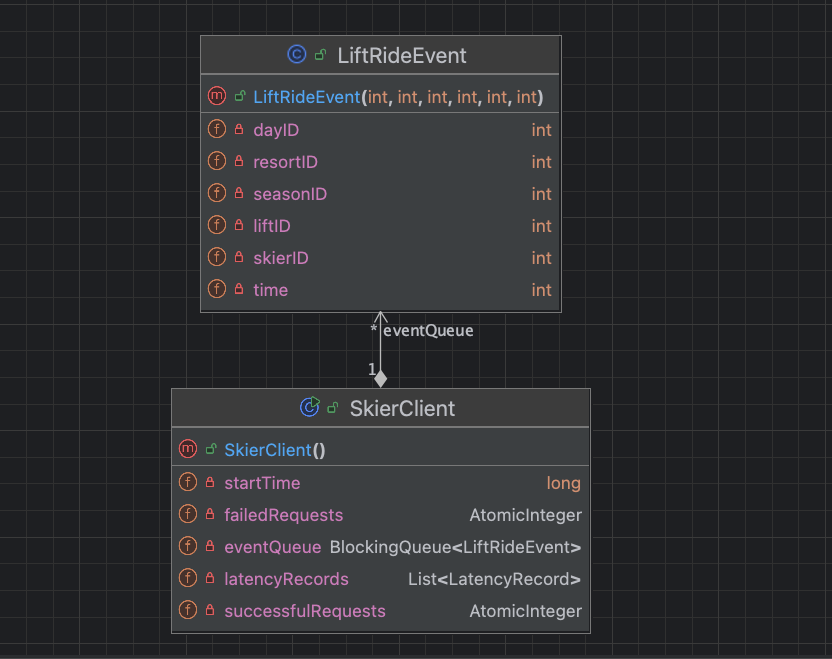 LiftRideEvent
LiftRideEvent(int, int, int, int, int, int)
dayID int
resortID int
seasonID int
liftID int
skierID int
time int
* eventQueue
1
SkierClient
SkierClient()
startTime long
failedRequests AtomicInteger
eventQueue BlockingQueue<LiftRideEvent>
latencyRecords List<LatencyRecord>
successfulRequests AtomicInteger